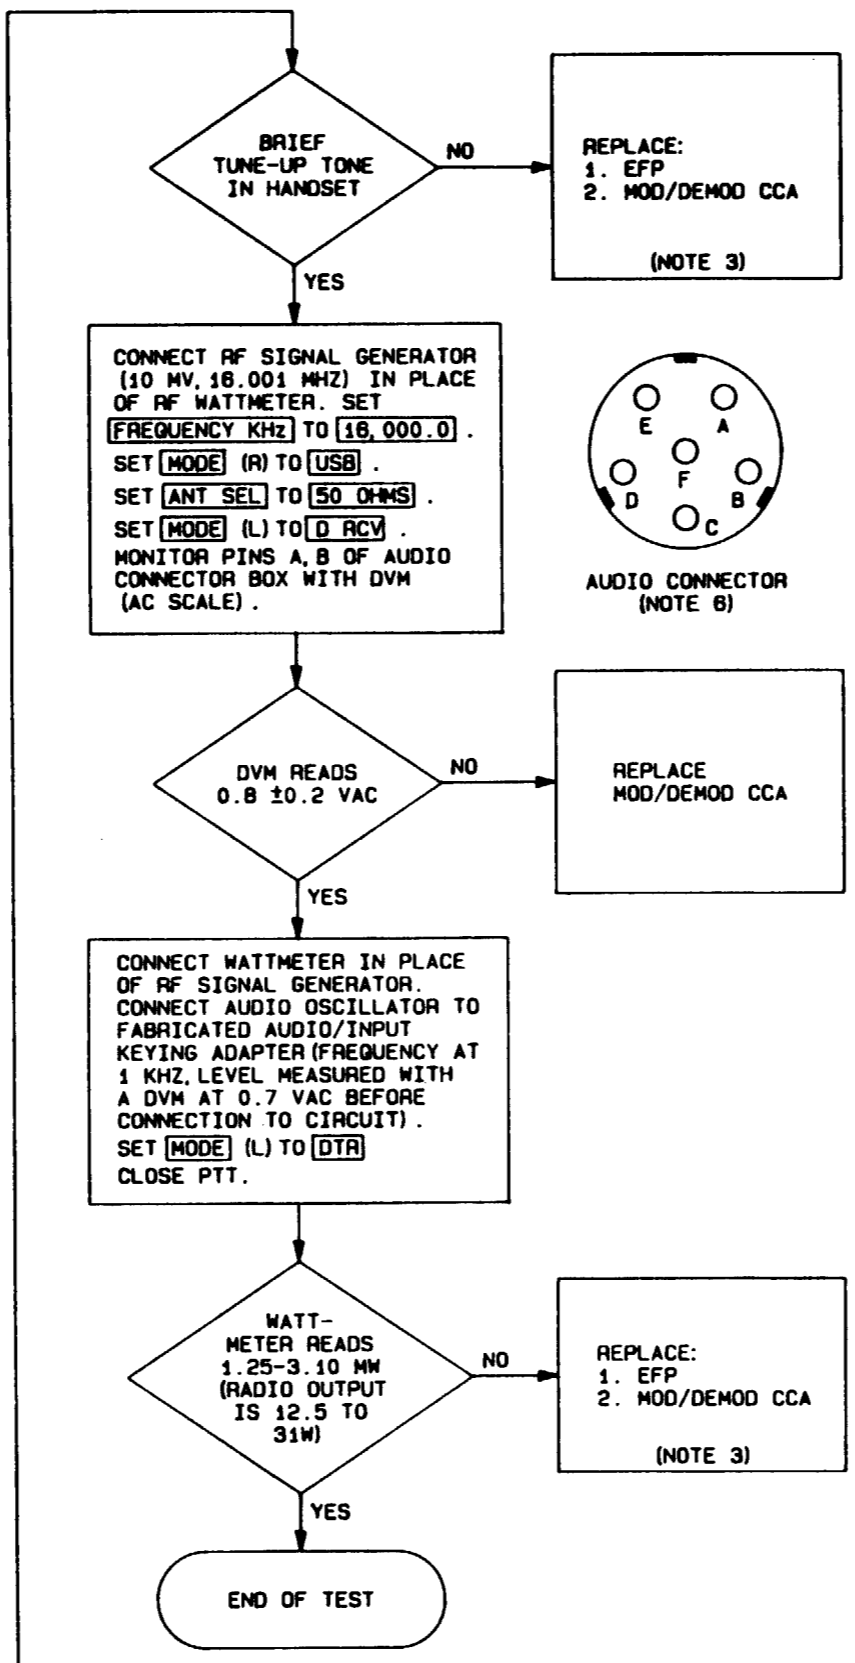 BRIEF
TUNE-UP TONE
IN HANDSET
NO
REPLACE:
1. EFP
2. MOD/DEMOD CCA
(NOTE 3)
YES
CONNECT RF SIGNAL GENERATOR
(10 MV, 16.001 MHZ) IN PLACE
OF RF WATTMETER. SET
FREQUENCY KHz TO 16,000.0 .
SET MODE (R) TO USB .
SET ANT SEL TO 50 OHMS .
SET MODE (L) TO D RCV .
MONITOR PINS A, B OF AUDIO
CONNECTOR BOX WITH DVM
(AC SCALE) .
E
A
F
D
B
C
AUDIO CONNECTOR
(NOTE 6)
DVM READS
0.8 ±0.2 VAC
NO
REPLACE
MOD/DEMOD CCA
YES
CONNECT WATTMETER IN PLACE
OF RF SIGNAL GENERATOR.
CONNECT AUDIO OSCILLATOR TO
FABRICATED AUDIO/INPUT
KEYING ADAPTER (FREQUENCY AT
1 KHZ, LEVEL MEASURED WITH
A DVM AT 0.7 VAC BEFORE
CONNECTION TO CIRCUIT) .
SET MODE (L) TO DTR
CLOSE PTT.
WATT-
METER READS
1.25-3.10 MW
(RADIO OUTPUT
IS 12.5 TO
31W)
NO
REPLACE:
1. EFP
2. MOD/DEMOD CCA
(NOTE 3)
YES
END OF TEST